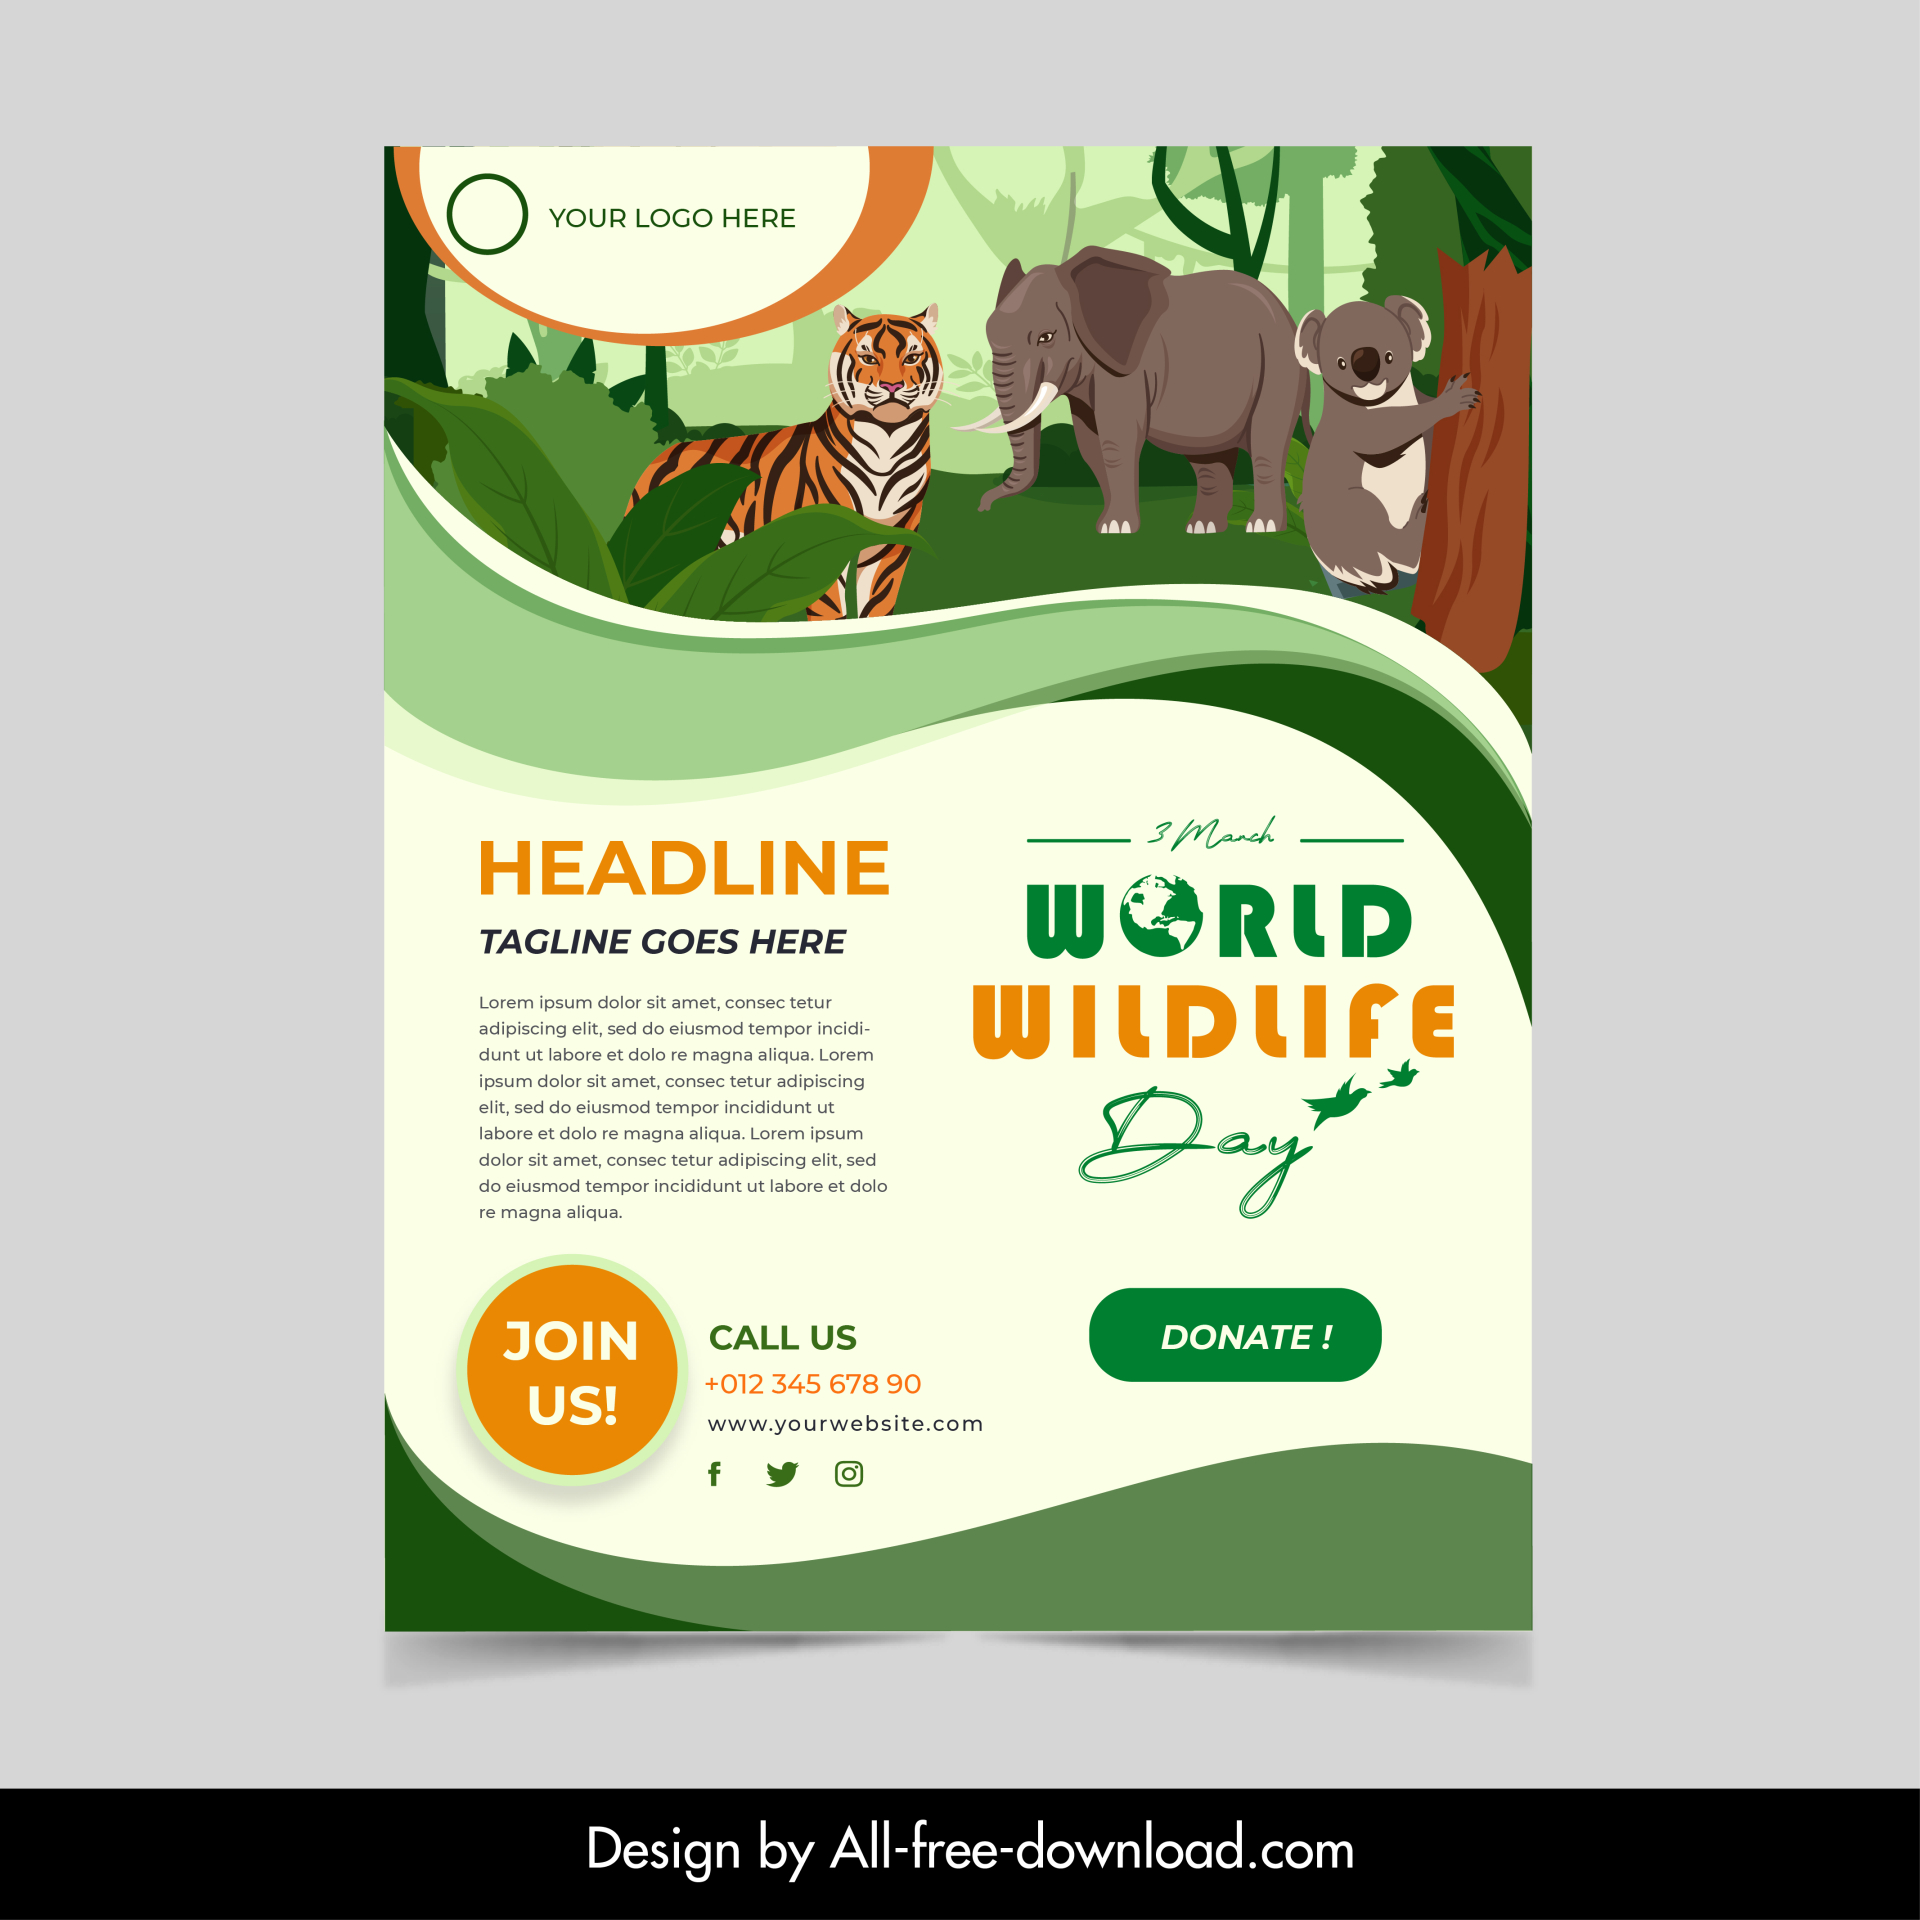 YOUR LOGO HERE
HEADLINE
TAGLINE GOES HERE
Lorem ipsum dolor sit amet, consec tetur
adipiscing elit, sed do eiusmod tempor incidi-
dunt ut labore et dolo re magna aliqua. Lorem
ipsum dolor sit amet, consec tetur adipiscing
elit, sed do eiusmod tempor incididunt ut
labore et dolo re magna aliqua. Lorem ipsum
dolor sit amet, consec tetur adipiscing elit, sed
do eiusmod tempor incididunt ut labore et dolo
re magna aliqua.
3 March
WORLD
WILDLIFE
Day
JOIN
US!
CALL US
+012 345 678 90
www.yourwebsite.com
DONATE !
Design by All-free-download.com